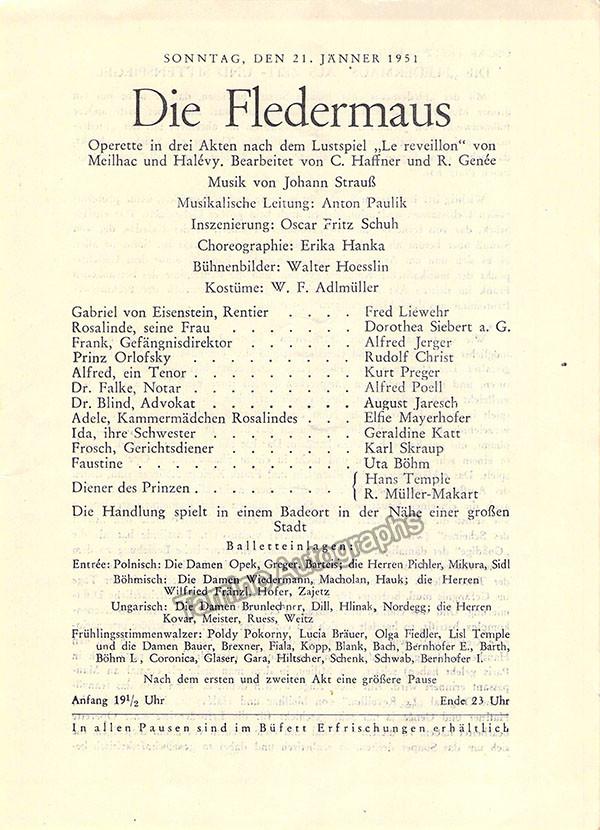 SONNTAG, DEN 21. JÄNNER 1951
Die Fledermaus
Operette in drei Akten nach dem Lustspiel „Le reveillon“ von
Meilhac und Halévy. Bearbeitet von C. Haffner und R. Genée
Musik von Johann Strauß
Musikalische Leitung: Anton Paulik
Inszenierung: Oscar Fritz Schuh
Choreographie: Erika Hanka
Bühnenbilder: Walter Hoesslin
Kostüme: W. F. Adlmüller
Gabriel von Eisenstein, Rentier . . . . Fred Liewehr
Rosalinde, seine Frau . . . . . . . Dorothea Siebert a. G.
Frank, Gefängnisdirektor . . . . . . Alfred Jerger
Prinz Orlofsky . . . . . . . . . Rudolf Christ
Alfred, ein Tenor . . . . . . . . Kurt Preger
Dr. Falke, Notar . . . . . . . . Alfred Poell
Dr. Blind, Advokat . . . . . . . . August Jaresch
Adele, Kammermädchen Rosalindes . . . Elfie Mayerhofer
Ida, ihre Schwester . . . . . . . Geraldine Katt
Frosch, Gerichtsdiener . . . . . . . Karl Skraup
Faustine . . . . . . . . . . . Uta Böhm
Diener des Prinzen . . . . . . . . { Hans Temple
R. Müller-Makart
Die Handlung spielt in einem Badeort in der Nähe einer großen
Stadt
Balletteinlagen:
Entrée: Polnisch: Die Damen Opek, Greger, Barteis; die Herren Pichler, Mikura, Sidl
Böhmisch: Die Damen Wiedermann, Macholan, Hauk; die Herren
Wilfried Fränzl, Hofer, Zajetz
Ungarisch: Die Damen Brunlechner, Dill, Hlinak, Nordegg; die Herren
Kovar, Meister, Ruess, Weitz
Frühlingsstimmenwalzer: Poldy Pokorny, Lucia Bräuer, Olga Fiedler, Lisl Temple
und die Damen Bauer, Brexner, Fiala, Kopp, Blank, Bach, Bernhofer E., Barth,
Böhm L, Coronica, Glaser, Gara, Hiltscher, Schenk, Schwab, Bernhofer I.
Nach dem ersten und zweiten Akt eine größere Pause
Anfang 19 1/2 Uhr Ende 23 Uhr
In allen Pausen sind im Büfett Erfrischungen erhältlich
Tamino Autographs